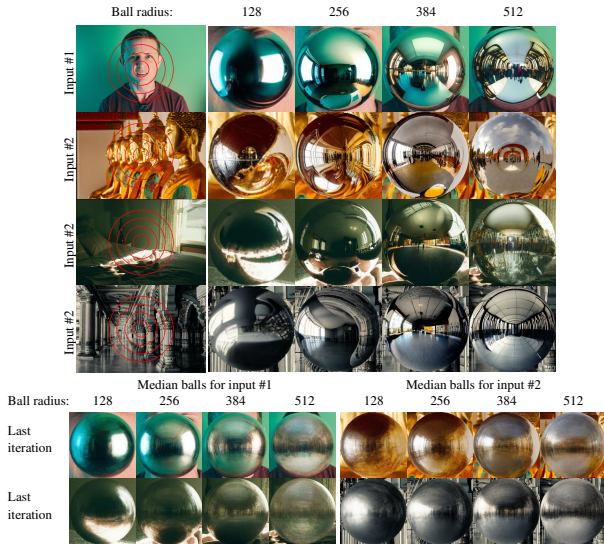 Ball radius: 128 256 384 512
Input #1
Input #2
Input #2
Input #2
Median balls for input #1 Median balls for input #2
Ball radius: 128 256 384 512 128 256 384 512
Last
iteration
Last
iteration